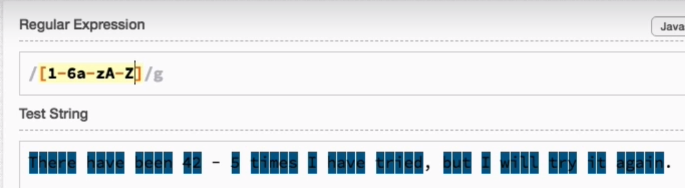 Regular Expression
Java
/[1-6a-zA-Z]/g
Test String
There have been 42 - 5 times I have tried, but I will try it again.